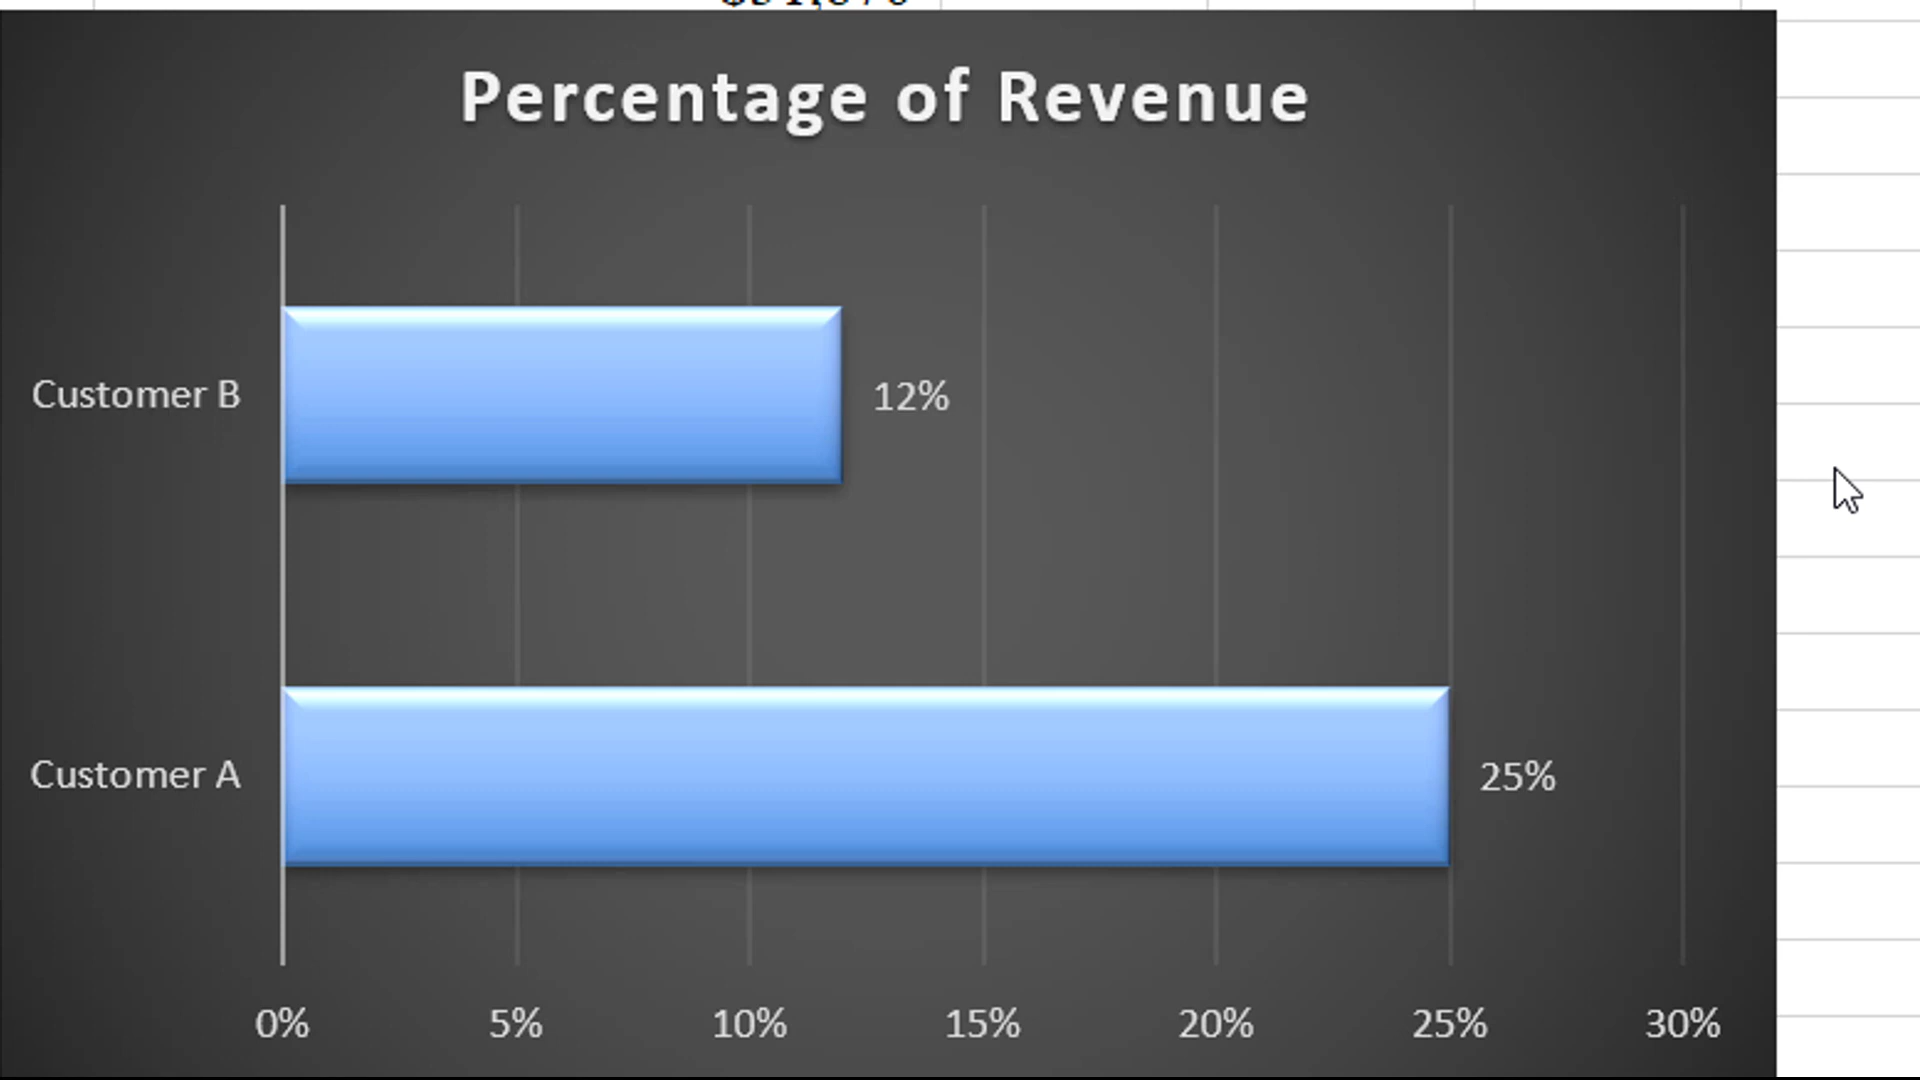 Percentage of Revenue
Customer B
12%
Customer A
25%
0% 5% 10% 15% 20% 25% 30%